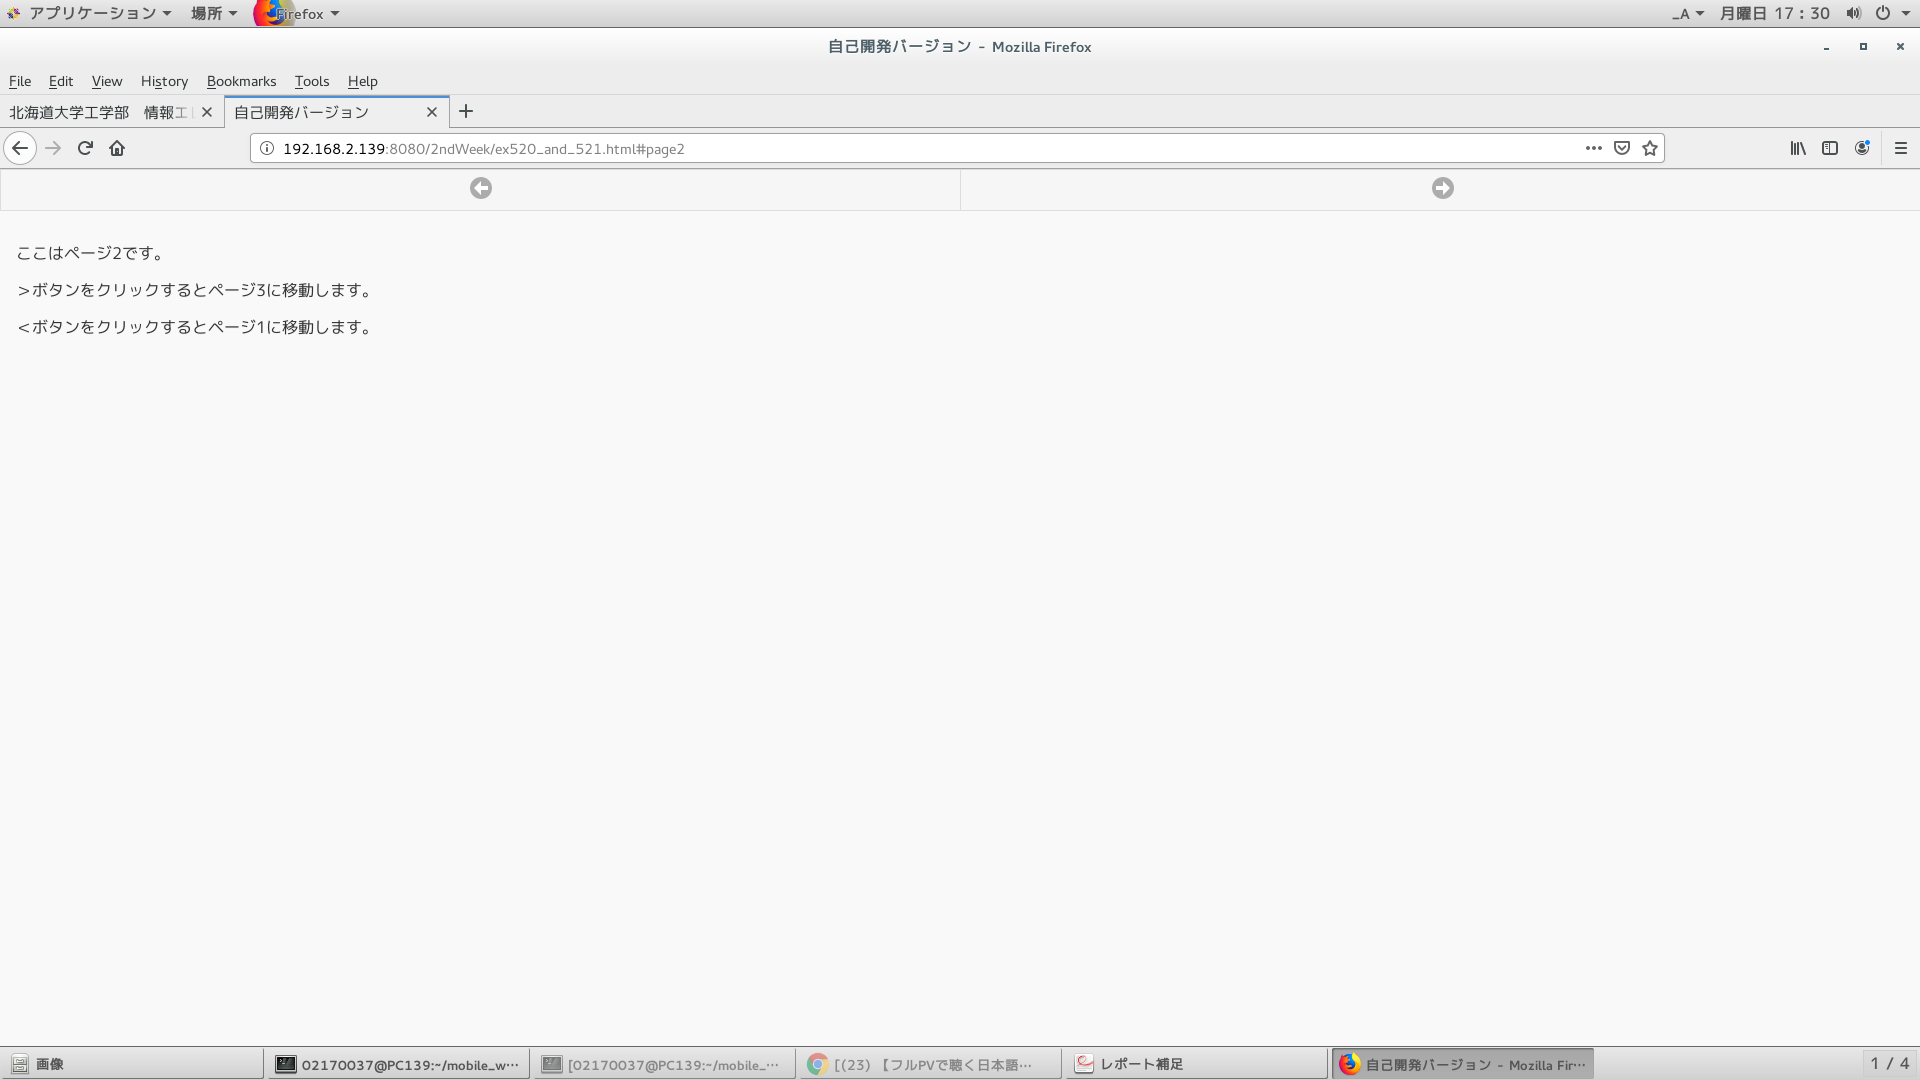 アプリケーション 場所 Firefox _A 月曜日 17 : 30
自己開発バージョン - Mozilla Firefox
File Edit View History Bookmarks Tools Help
北海道大学工学部 情報工 自己開発バージョン
192.168.2.139:8080/2ndWeek/ex520_and_521.html#page2
ここはページ2です。
>ボタンをクリックするとページ3に移動します。
<ボタンをクリックするとページ1に移動します。
画像 02170037@PC139:~/mobile_w… [02170037@PC139:~/mobile_… [(23) 【フルPVで聴く日本語… レポート補足 自己開発バージョン - Mozilla Fir… 1 / 4